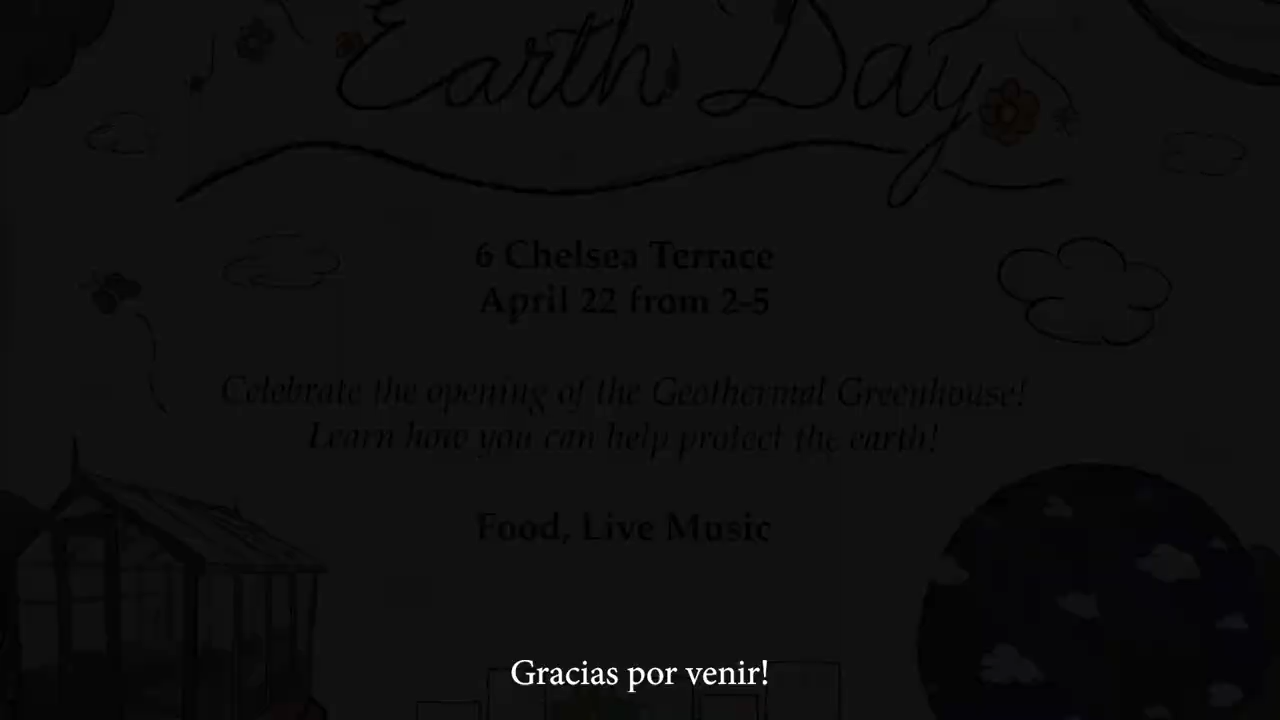 Earth Day
6 Chelsea Terrace
April 22 from 2-5
Celebrate the opening of the Geothermal Greenhouse!
Learn how you can help protect the earth!
Food, Live Music
Gracias por venir!